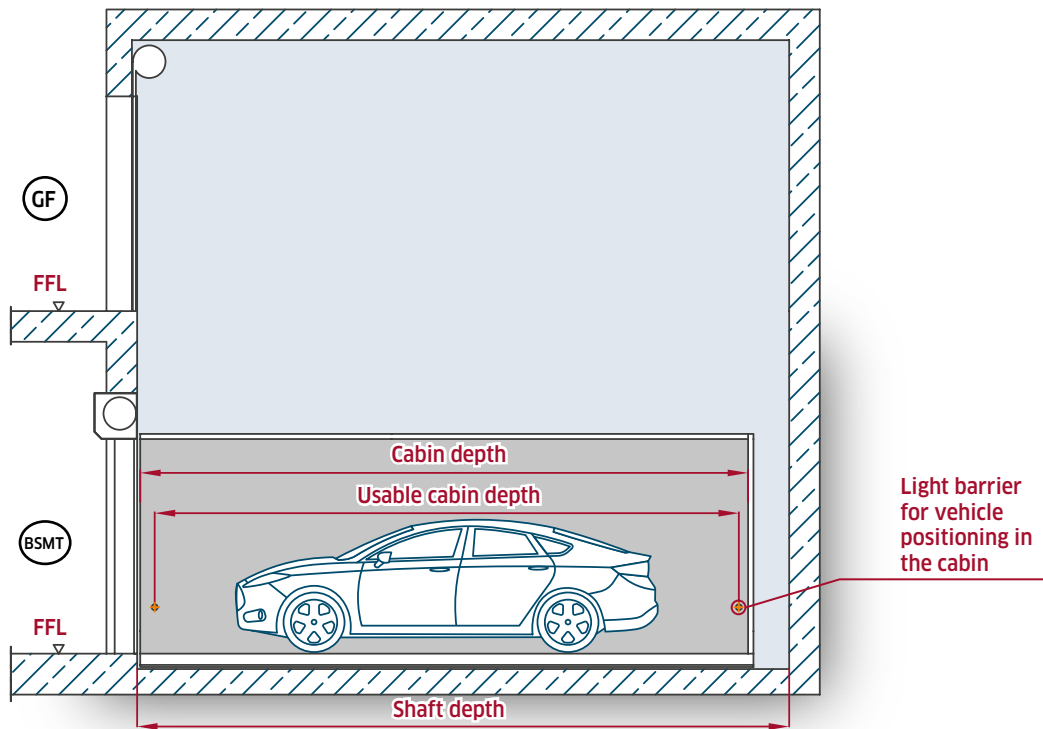 GF
FFL
Cabin depth
Usable cabin depth
Light barrier
for vehicle
positioning in
the cabin
BSMT
FFL
Shaft depth